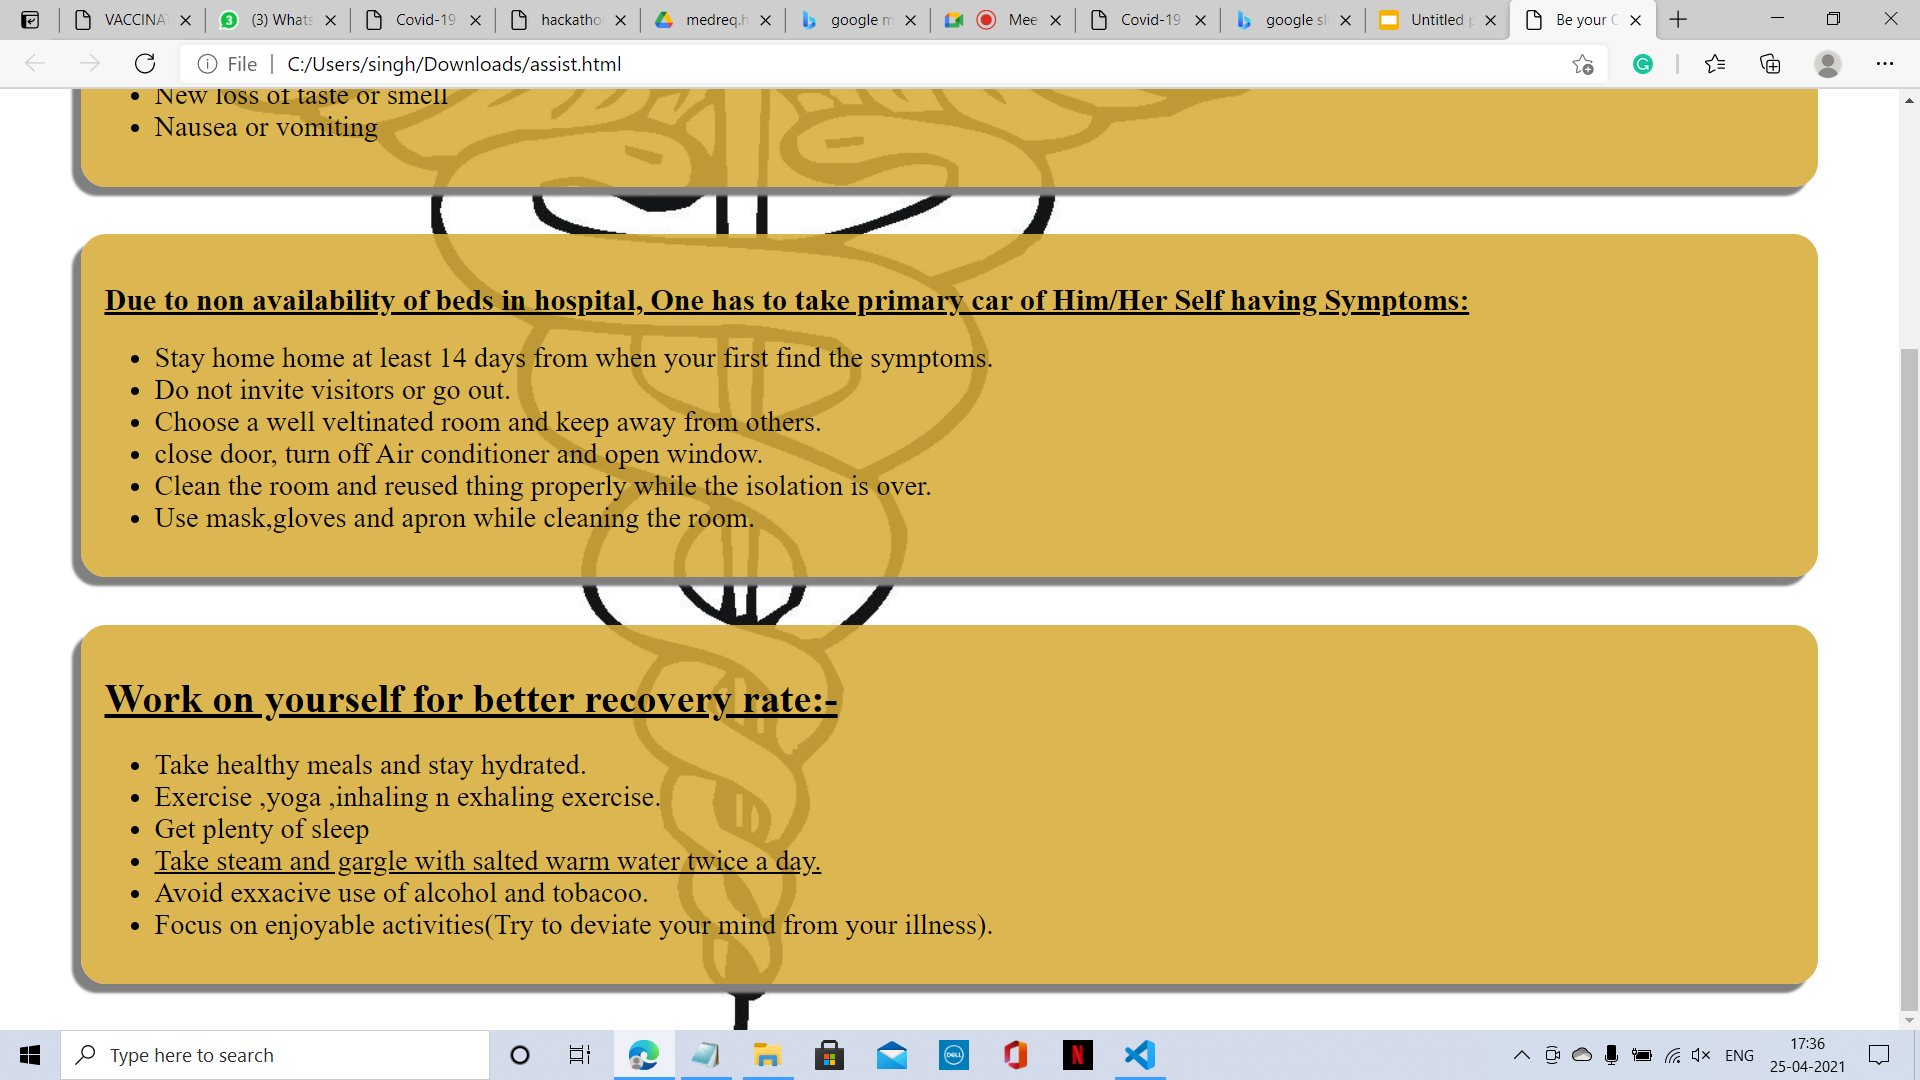 VACCINA
(3) Whats
Covid-19
hackatho
medreq.h
google m
Mee
Covid-19
google sl
Untitled p
Be your C
File
C:/Users/singh/Downloads/assist.html
New loss of taste or smell
Nausea or vomiting
Due to non availability of beds in hospital, One has to take primary car of Him/Her Self having Symptoms:
Stay home home at least 14 days from when your first find the symptoms.
Do not invite visitors or go out.
Choose a well veltinated room and keep away from others.
close door, turn off Air conditioner and open window.
Clean the room and reused thing properly while the isolation is over.
Use mask,gloves and apron while cleaning the room.
Work on yourself for better recovery rate:-
Take healthy meals and stay hydrated.
Exercise ,yoga ,inhaling n exhaling exercise.
Get plenty of sleep
Take steam and gargle with salted warm water twice a day.
Avoid exxacive use of alcohol and tobacoo.
Focus on enjoyable activities(Try to deviate your mind from your illness).
Type here to search
DELL
N
ENG
17:36
25-04-2021